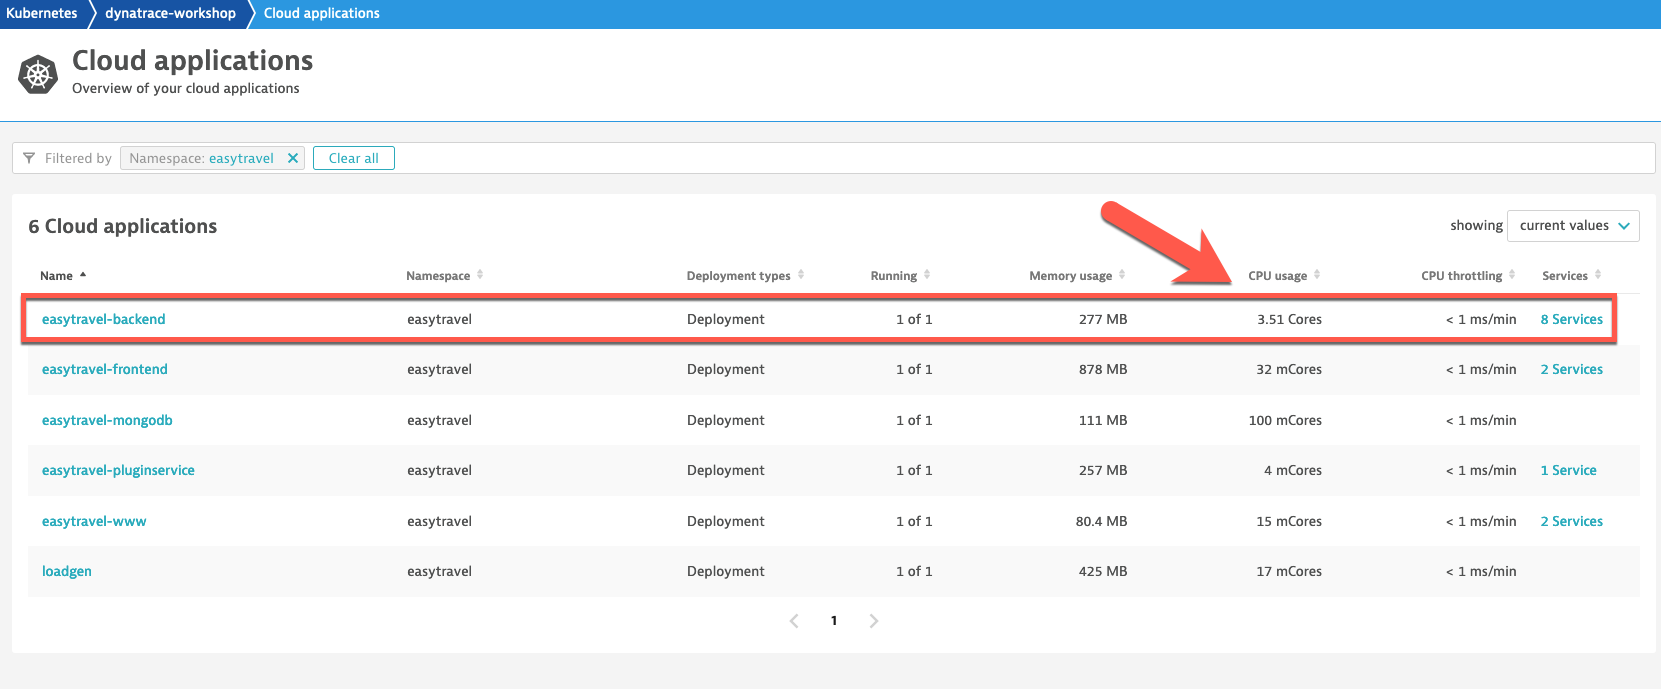 Kubernetes dynatrace-workshop Cloud applications
Cloud applications
Overview of your cloud applications
Filtered by Namespace: easytravel Clear all
6 Cloud applications showing current values
Name Namespace Deployment types Running Memory usage CPU usage CPU throttling Services
easytravel-backend easytravel Deployment 1 of 1 277 MB 3.51 Cores < 1 ms/min 8 Services
easytravel-frontend easytravel Deployment 1 of 1 878 MB 32 mCores < 1 ms/min 2 Services
easytravel-mongodb easytravel Deployment 1 of 1 111 MB 100 mCores < 1 ms/min
easytravel-pluginservice easytravel Deployment 1 of 1 257 MB 4 mCores < 1 ms/min 1 Service
easytravel-www easytravel Deployment 1 of 1 80.4 MB 15 mCores < 1 ms/min 2 Services
loadgen easytravel Deployment 1 of 1 425 MB 17 mCores < 1 ms/min
1